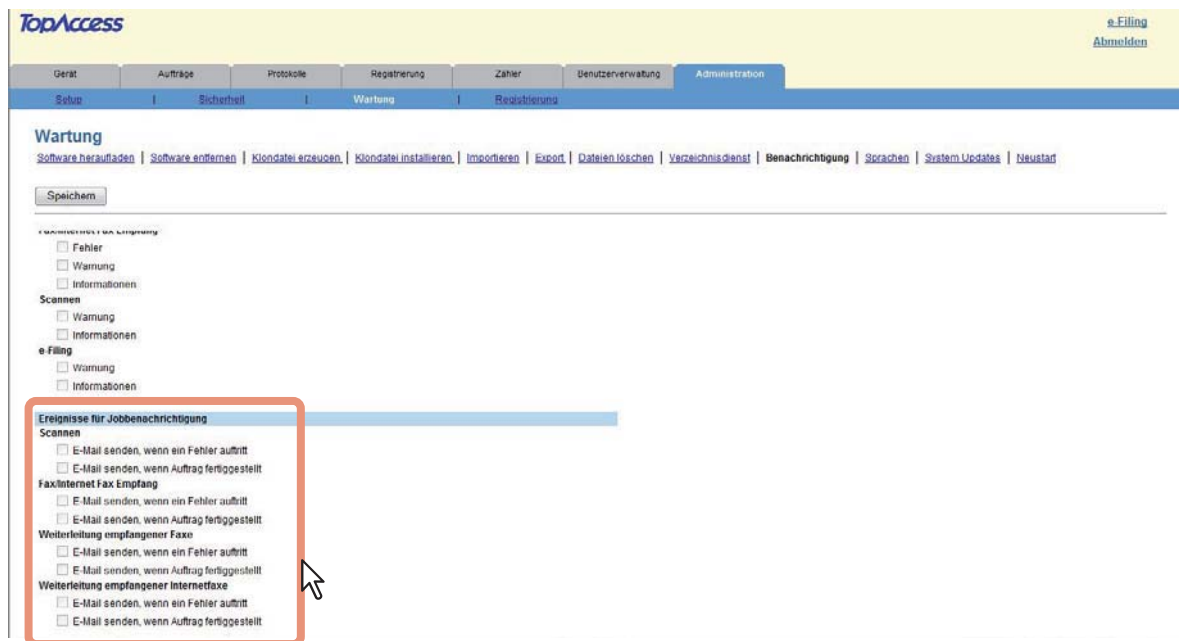 TopAccess
e-Filing
Abmelden
Gerät Aufträge Protokolle Registrierung Zähler Benutzerverwaltung Administration
Setup | Sicherheit | Wartung | Registrierung
Wartung
Software heraufladen | Software entfernen | Klondatei erzeugen | Klondatei installieren | Importieren | Export | Dateien löschen | Verzeichnisdienst | Benachrichtigung | Sprachen | System Updates | Neustart
Speichern
Fax/Internet Fax Empfang
Fehler
Warnung
Informationen
Scannen
Warnung
Informationen
e-Filing
Warnung
Informationen
Ereignisse für Jobbenachrichtigung
Scannen
E-Mail senden, wenn ein Fehler auftritt
E-Mail senden, wenn Auftrag fertiggestellt
Fax/Internet Fax Empfang
E-Mail senden, wenn ein Fehler auftritt
E-Mail senden, wenn Auftrag fertiggestellt
Weiterleitung empfangener Faxe
E-Mail senden, wenn ein Fehler auftritt
E-Mail senden, wenn Auftrag fertiggestellt
Weiterleitung empfangener Internetfaxe
E-Mail senden, wenn ein Fehler auftritt
E-Mail senden, wenn Auftrag fertiggestellt